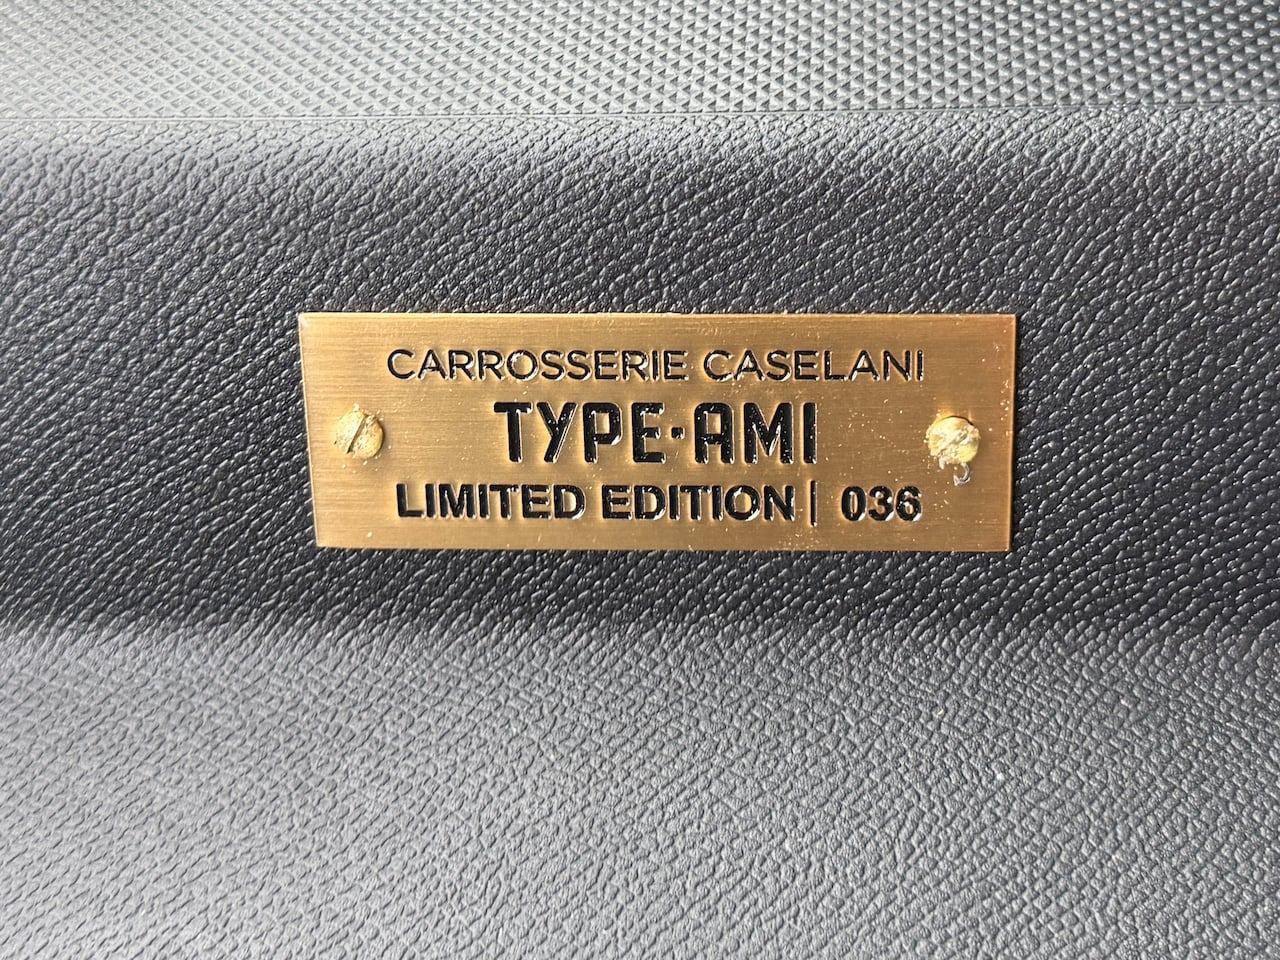 CARROSSERIE CASELANI
TYPE·AMI
LIMITED EDITION | 036